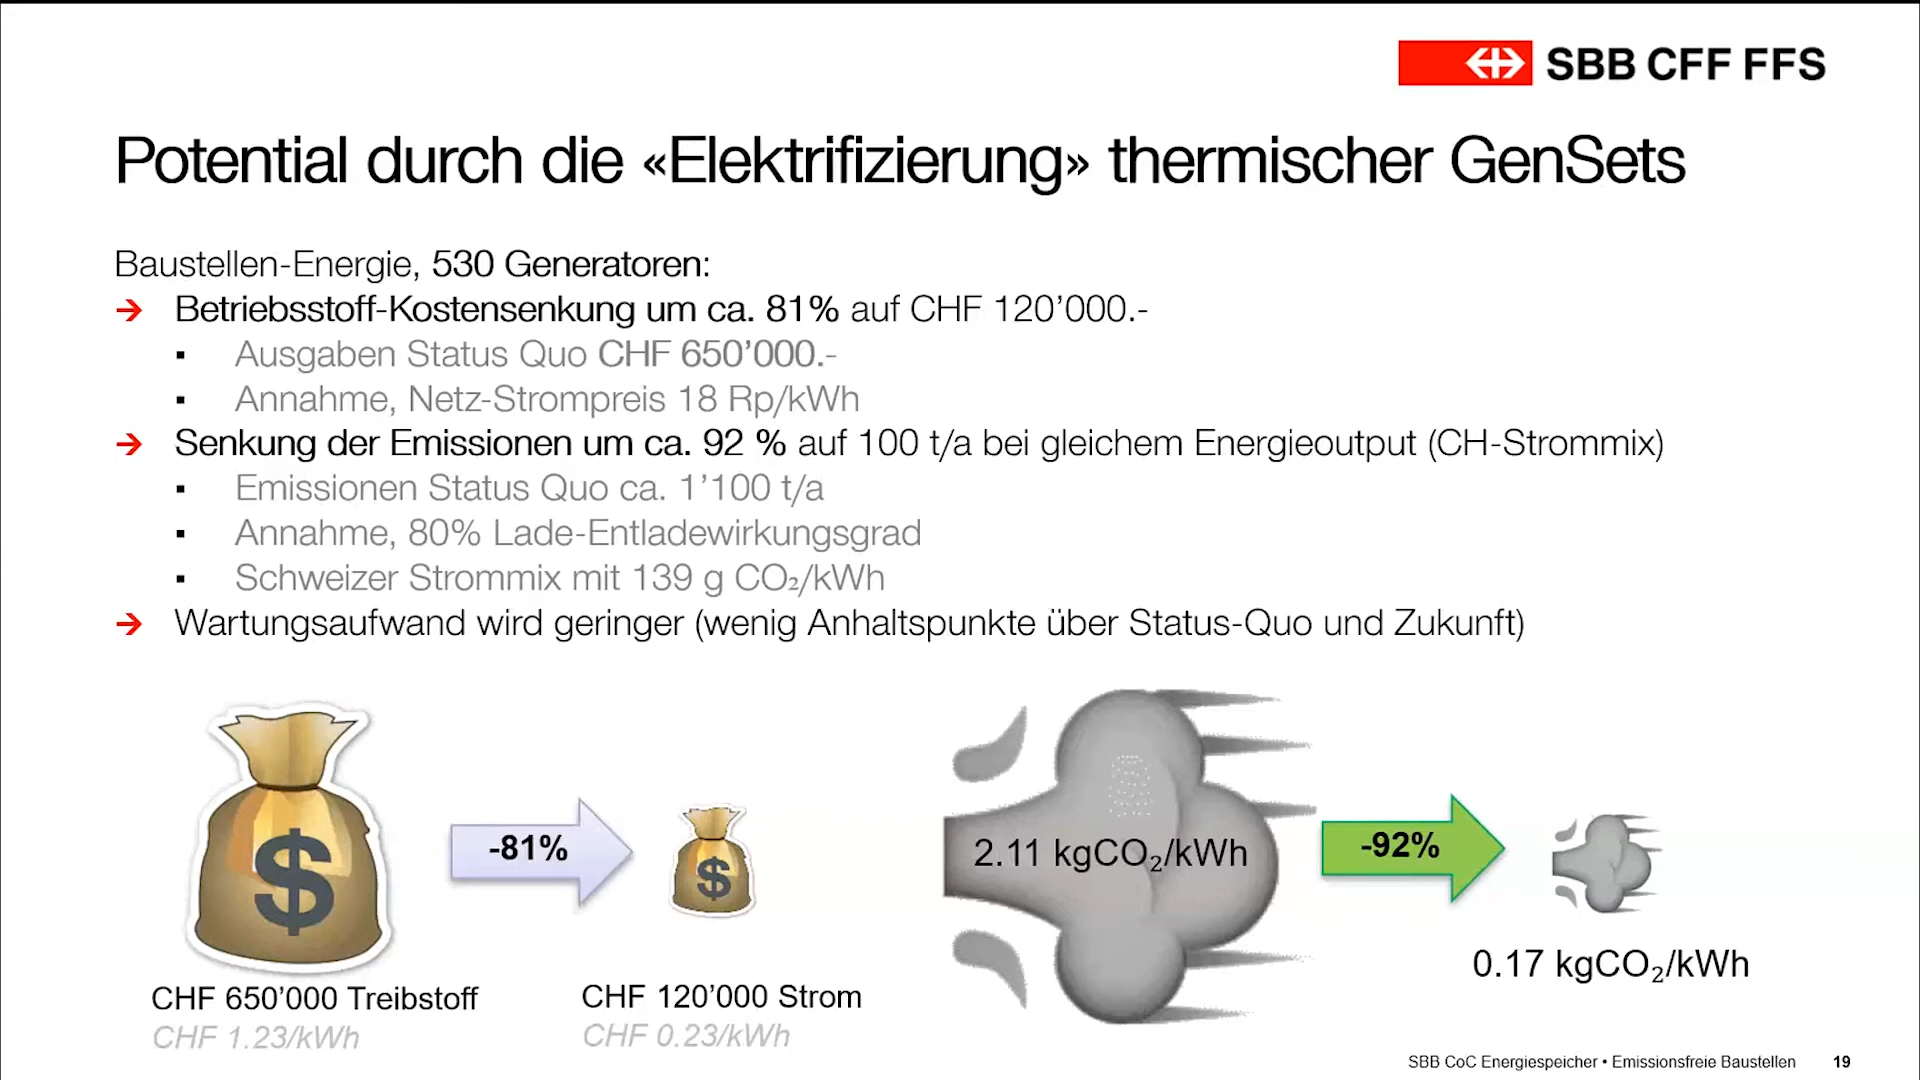 SBB CFF FFS
Potential durch die «Elektrifizierung» thermischer GenSets
Baustellen-Energie, 530 Generatoren:
→ Betriebsstoff-Kostensenkung um ca. 81% auf CHF 120’000.-
▪ Ausgaben Status Quo CHF 650’000.-
▪ Annahme, Netz-Strompreis 18 Rp/kWh
→ Senkung der Emissionen um ca. 92 % auf 100 t/a bei gleichem Energieoutput (CH-Strommix)
▪ Emissionen Status Quo ca. 1’100 t/a
▪ Annahme, 80% Lade-Entladewirkungsgrad
▪ Schweizer Strommix mit 139 g CO₂/kWh
→ Wartungsaufwand wird geringer (wenig Anhaltspunkte über Status-Quo und Zukunft)
$
-81%
$
2.11 kgCO₂/kWh
-92%
0.17 kgCO₂/kWh
CHF 650’000 Treibstoff
CHF 1.23/kWh
CHF 120’000 Strom
CHF 0.23/kWh
SBB CoC Energiespeicher • Emissionsfreie Baustellen 19